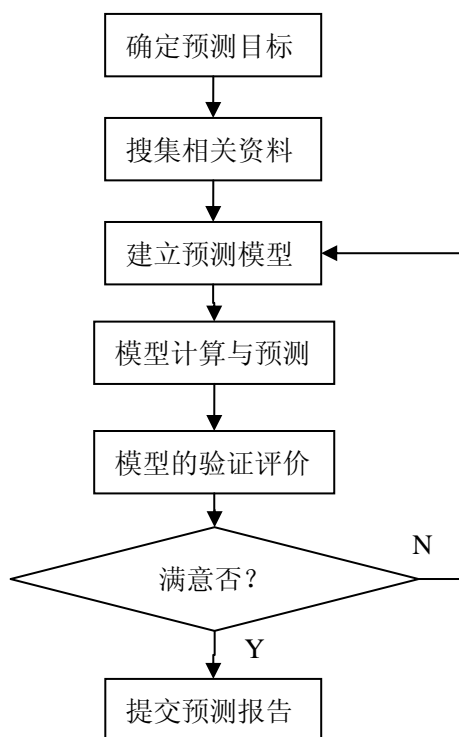 确定预测目标
搜集相关资料
建立预测模型
模型计算与预测
模型的验证评价
满意否？
N
Y
提交预测报告